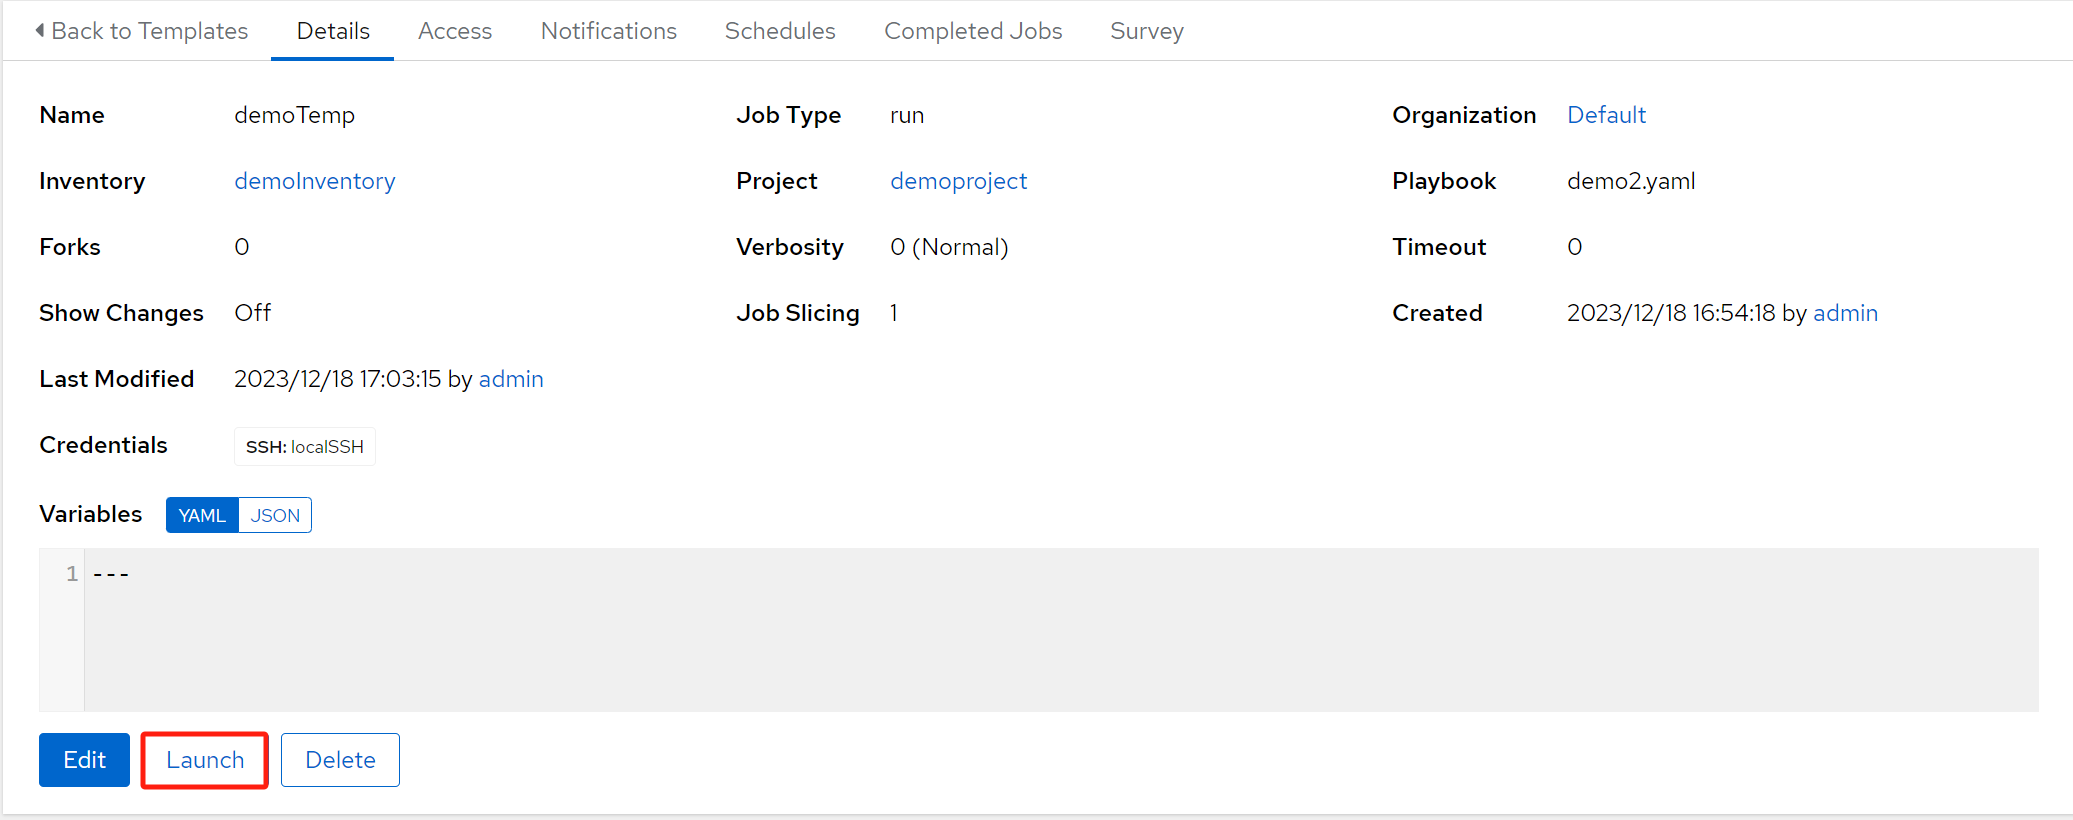 Back to Templates Details Access Notifications Schedules Completed Jobs Survey
Name demoTemp Job Type run Organization Default
Inventory demoInventory Project demoproject Playbook demo2.yaml
Forks 0 Verbosity 0 (Normal) Timeout 0
Show Changes Off Job Slicing 1 Created 2023/12/18 16:54:18 by admin
Last Modified 2023/12/18 17:03:15 by admin
Credentials SSH: localSSH
Variables YAML JSON
1 ---
Edit Launch Delete